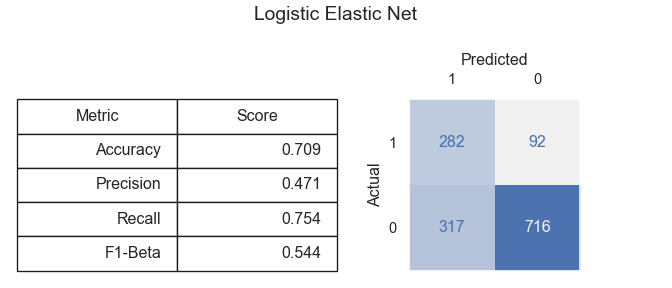 Logistic Elastic Net
Metric Score
Accuracy 0.709
Precision 0.471
Recall 0.754
F1-Beta 0.544
Predicted
1 0
Actual
1 282 92
0 317 716